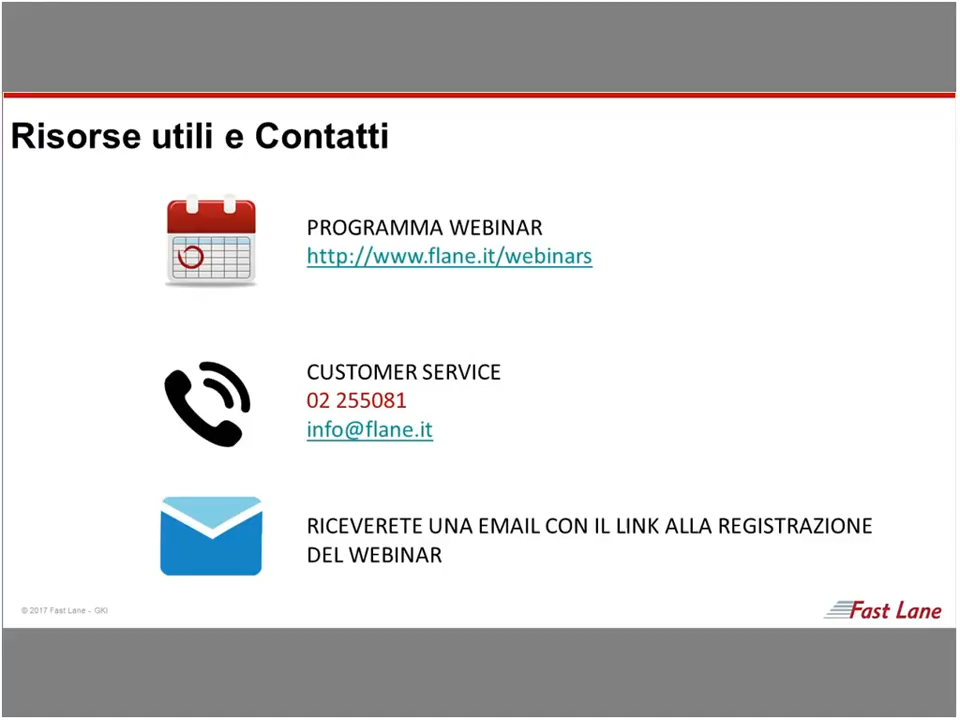 Risorse utili e Contatti
PROGRAMMA WEBINAR
http://www.flane.it/webinars
CUSTOMER SERVICE
02 255081
info@flane.it
RICEVERETE UNA EMAIL CON IL LINK ALLA REGISTRAZIONE
DEL WEBINAR
© 2017 Fast Lane - GKI
Fast Lane